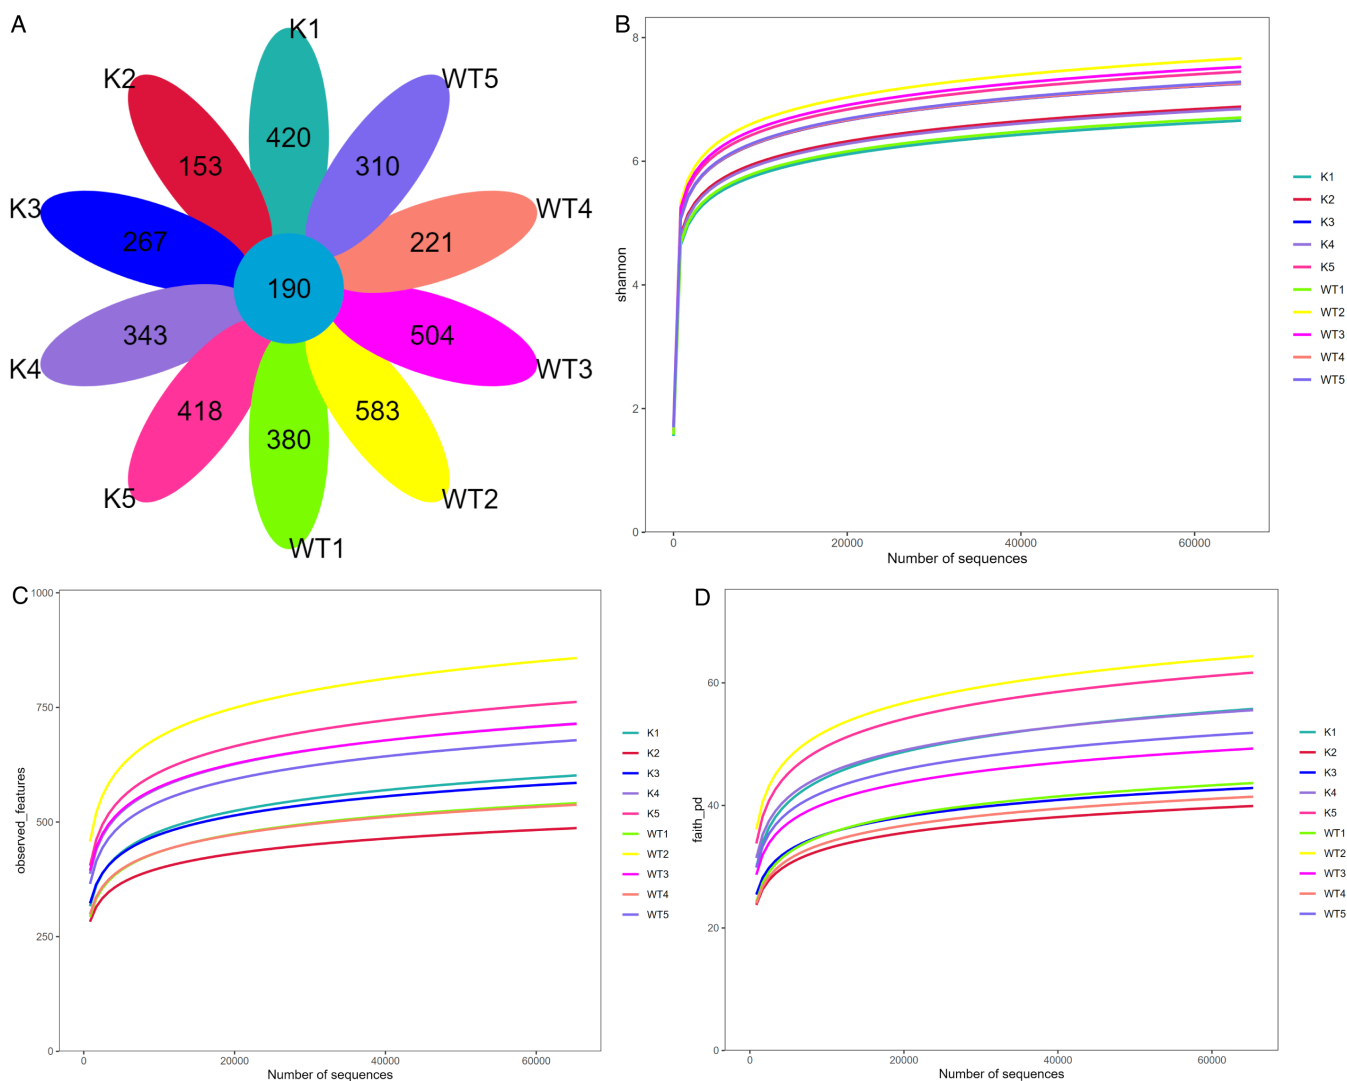 A
K1
K2
WT5
420
153
310
K3
WT4
267
221
190
343
504
K4
WT3
418
583
380
K5
WT2
WT1
B
8
6
4
2
0
shannon
0 20000 40000 60000
Number of sequences
K1
K2
K3
K4
K5
WT1
WT2
WT3
WT4
WT5
C
1000
750
500
250
0
observed_features
0 20000 40000 60000
Number of sequences
K1
K2
K3
K4
K5
WT1
WT2
WT3
WT4
WT5
D
60
40
20
0
faith_pd
0 20000 40000 60000
Number of sequences
K1
K2
K3
K4
K5
WT1
WT2
WT3
WT4
WT5